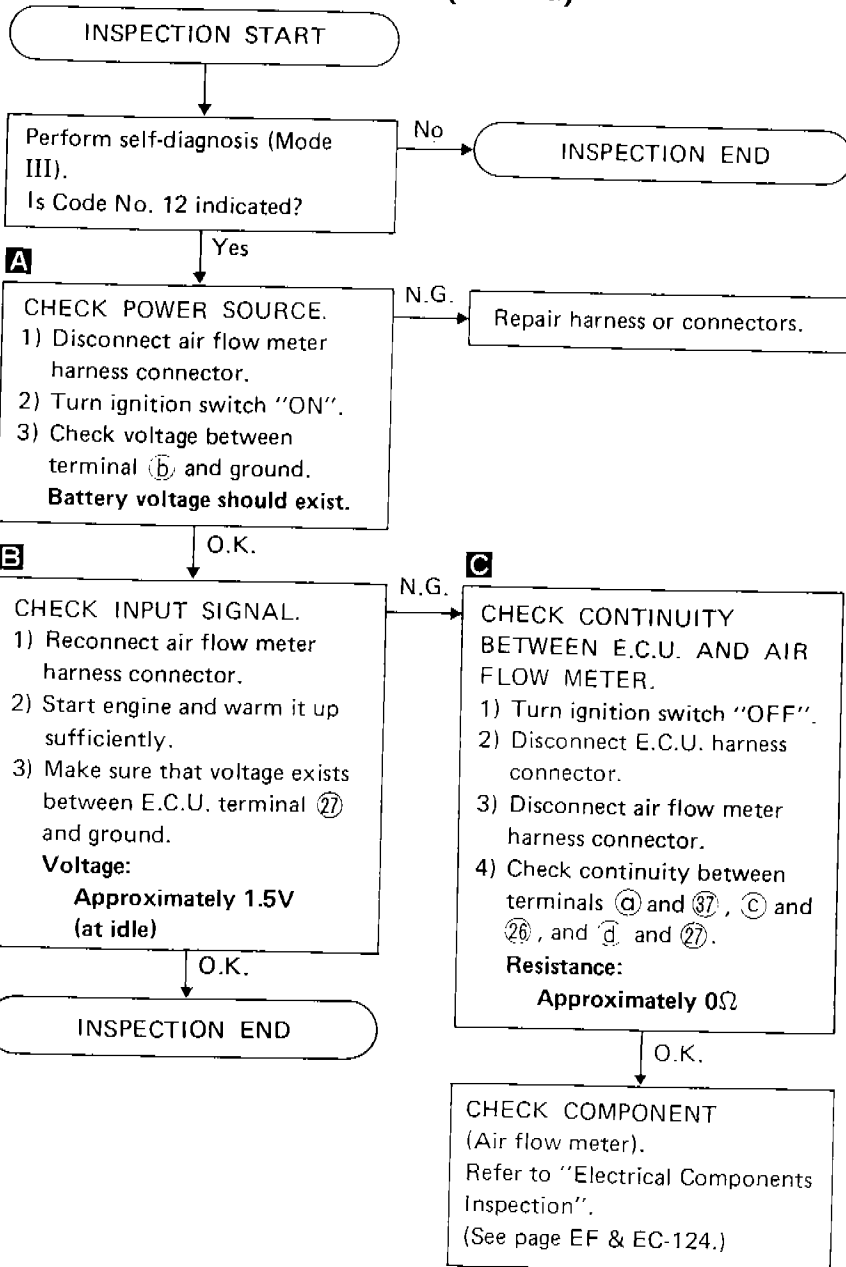 INSPECTION START
Perform self-diagnosis (Mode
III).
Is Code No. 12 indicated?
No
INSPECTION END
Yes
A
CHECK POWER SOURCE.
1) Disconnect air flow meter
harness connector.
2) Turn ignition switch "ON".
3) Check voltage between
terminal ⓑ and ground.
Battery voltage should exist.
N.G.
Repair harness or connectors.
O.K.
B
CHECK INPUT SIGNAL.
1) Reconnect air flow meter
harness connector.
2) Start engine and warm it up
sufficiently.
3) Make sure that voltage exists
between E.C.U. terminal ㉗
and ground.
Voltage:
Approximately 1.5V
(at idle)
N.G.
O.K.
INSPECTION END
C
CHECK CONTINUITY
BETWEEN E.C.U. AND AIR
FLOW METER.
1) Turn ignition switch "OFF".
2) Disconnect E.C.U. harness
connector.
3) Disconnect air flow meter
harness connector.
4) Check continuity between
terminals ⓐ and ㊲, ⓒ and
㉖, and ⓓ and ㉗.
Resistance:
Approximately 0Ω
O.K.
CHECK COMPONENT
(Air flow meter).
Refer to "Electrical Components
Inspection".
(See page EF & EC-124.)